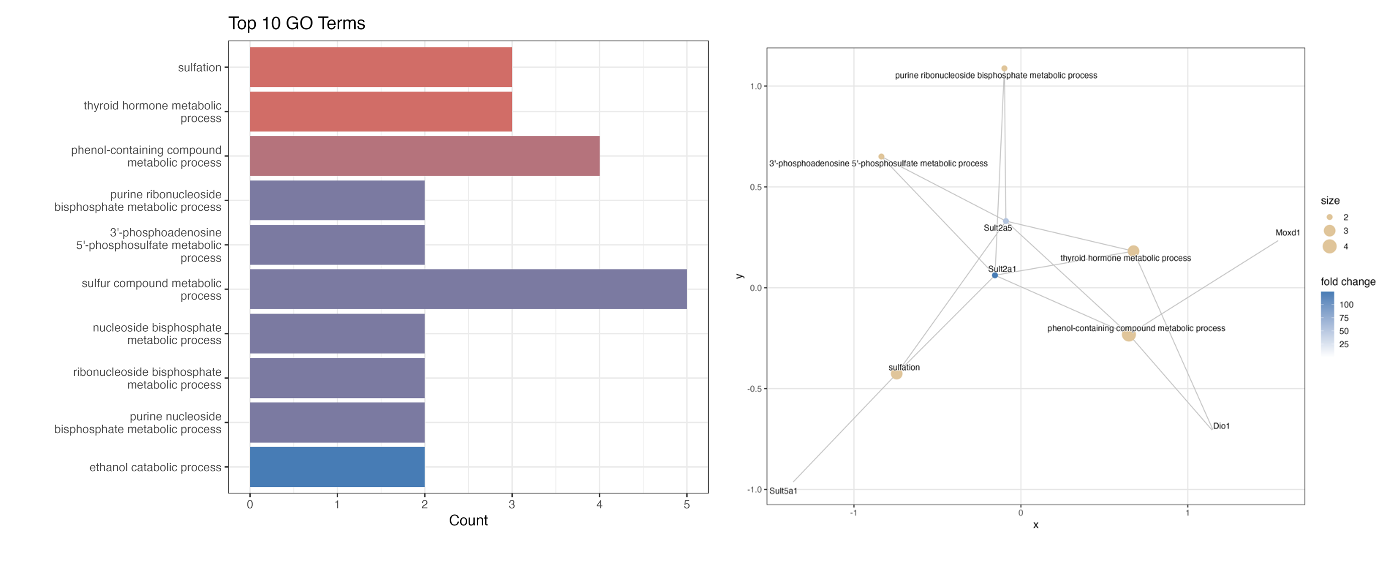 Top 10 GO Terms
sulfation
thyroid hormone metabolic
process
phenol-containing compound
metabolic process
purine ribonucleoside
bisphosphate metabolic process
3'-phosphoadenosine
5'-phosphosulfate metabolic
process
sulfur compound metabolic
process
nucleoside bisphosphate
metabolic process
ribonucleoside bisphosphate
metabolic process
purine nucleoside
bisphosphate metabolic process
ethanol catabolic process
0 1 2 3 4 5
Count
y
1.0
0.5
0.0
-0.5
-1.0
purine ribonucleoside bisphosphate metabolic process
3'-phosphoadenosine 5'-phosphosulfate metabolic process
Sult2a5
Moxd1
thyroid hormone metabolic process
Sult2a1
phenol-containing compound metabolic process
sulfation
Dio1
Sult5a1
-1 0 1
x
size
2
3
4
fold change
100
75
50
25